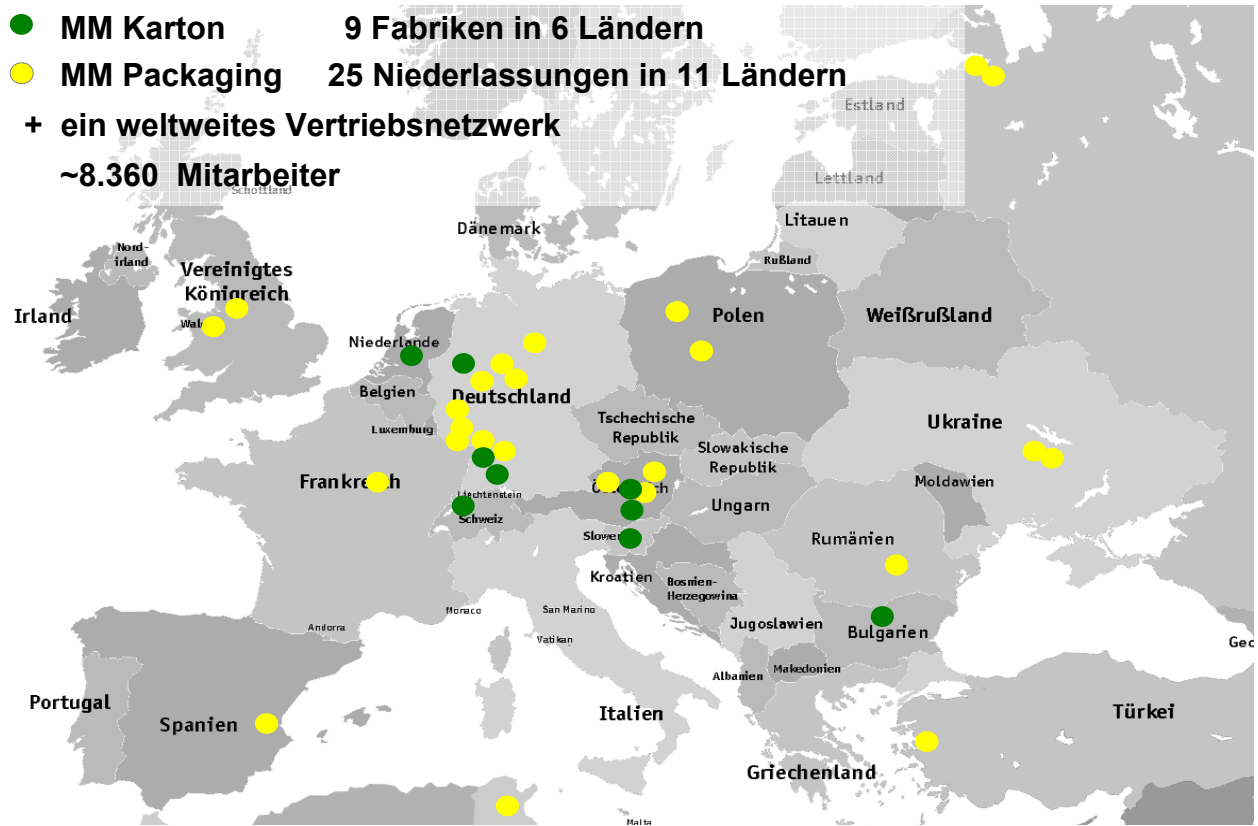 MM Karton 9 Fabriken in 6 Ländern
MM Packaging 25 Niederlassungen in 11 Ländern
+ ein weltweites Vertriebsnetzwerk
~8.360 Mitarbeiter
Estland
Lettland
Schottland
Litauen
Dänemark
Nord-
irland
Rußland
Vereinigtes
Königreich
Irland
Polen
Weißrußland
Niederlande
Belgien
Deutschland
Luxemburg
Tschechische
Republik
Ukraine
Slowakische
Republik
Frankreich
Liechtenstein
Moldawien
Schweiz
Ungarn
Rumänien
Kroatien
Bosnien-
Herzegowina
Monaco
San Marino
Andorra
Jugoslawien
Bulgarien
Vatikan
Geo
Albanien
Makedonien
Portugal
Spanien
Italien
Türkei
Griechenland
Malta